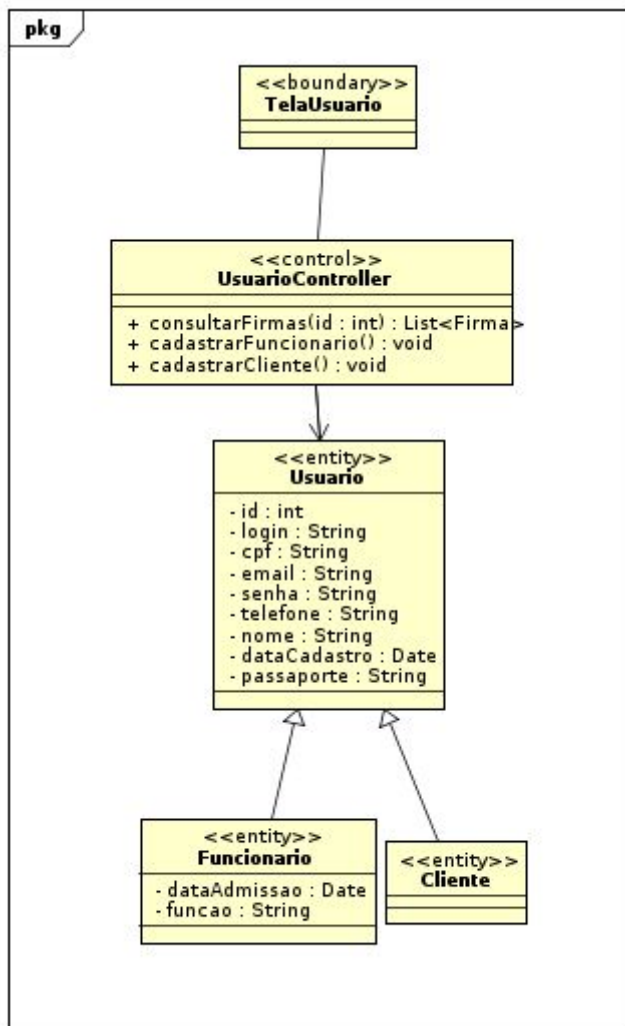 pkg
<<boundary>>
TelaUsuario
<<control>>
UsuarioController
+ consultarFirmas(id : int) : List<Firma>
+ cadastrarFuncionario() : void
+ cadastrarCliente() : void
<<entity>>
Usuario
- id : int
- login : String
- cpf : String
- email : String
- senha : String
- telefone : String
- nome : String
- dataCadastro : Date
- passaporte : String
<<entity>>
Funcionario
- dataAdmissao : Date
- funcao : String
<<entity>>
Cliente